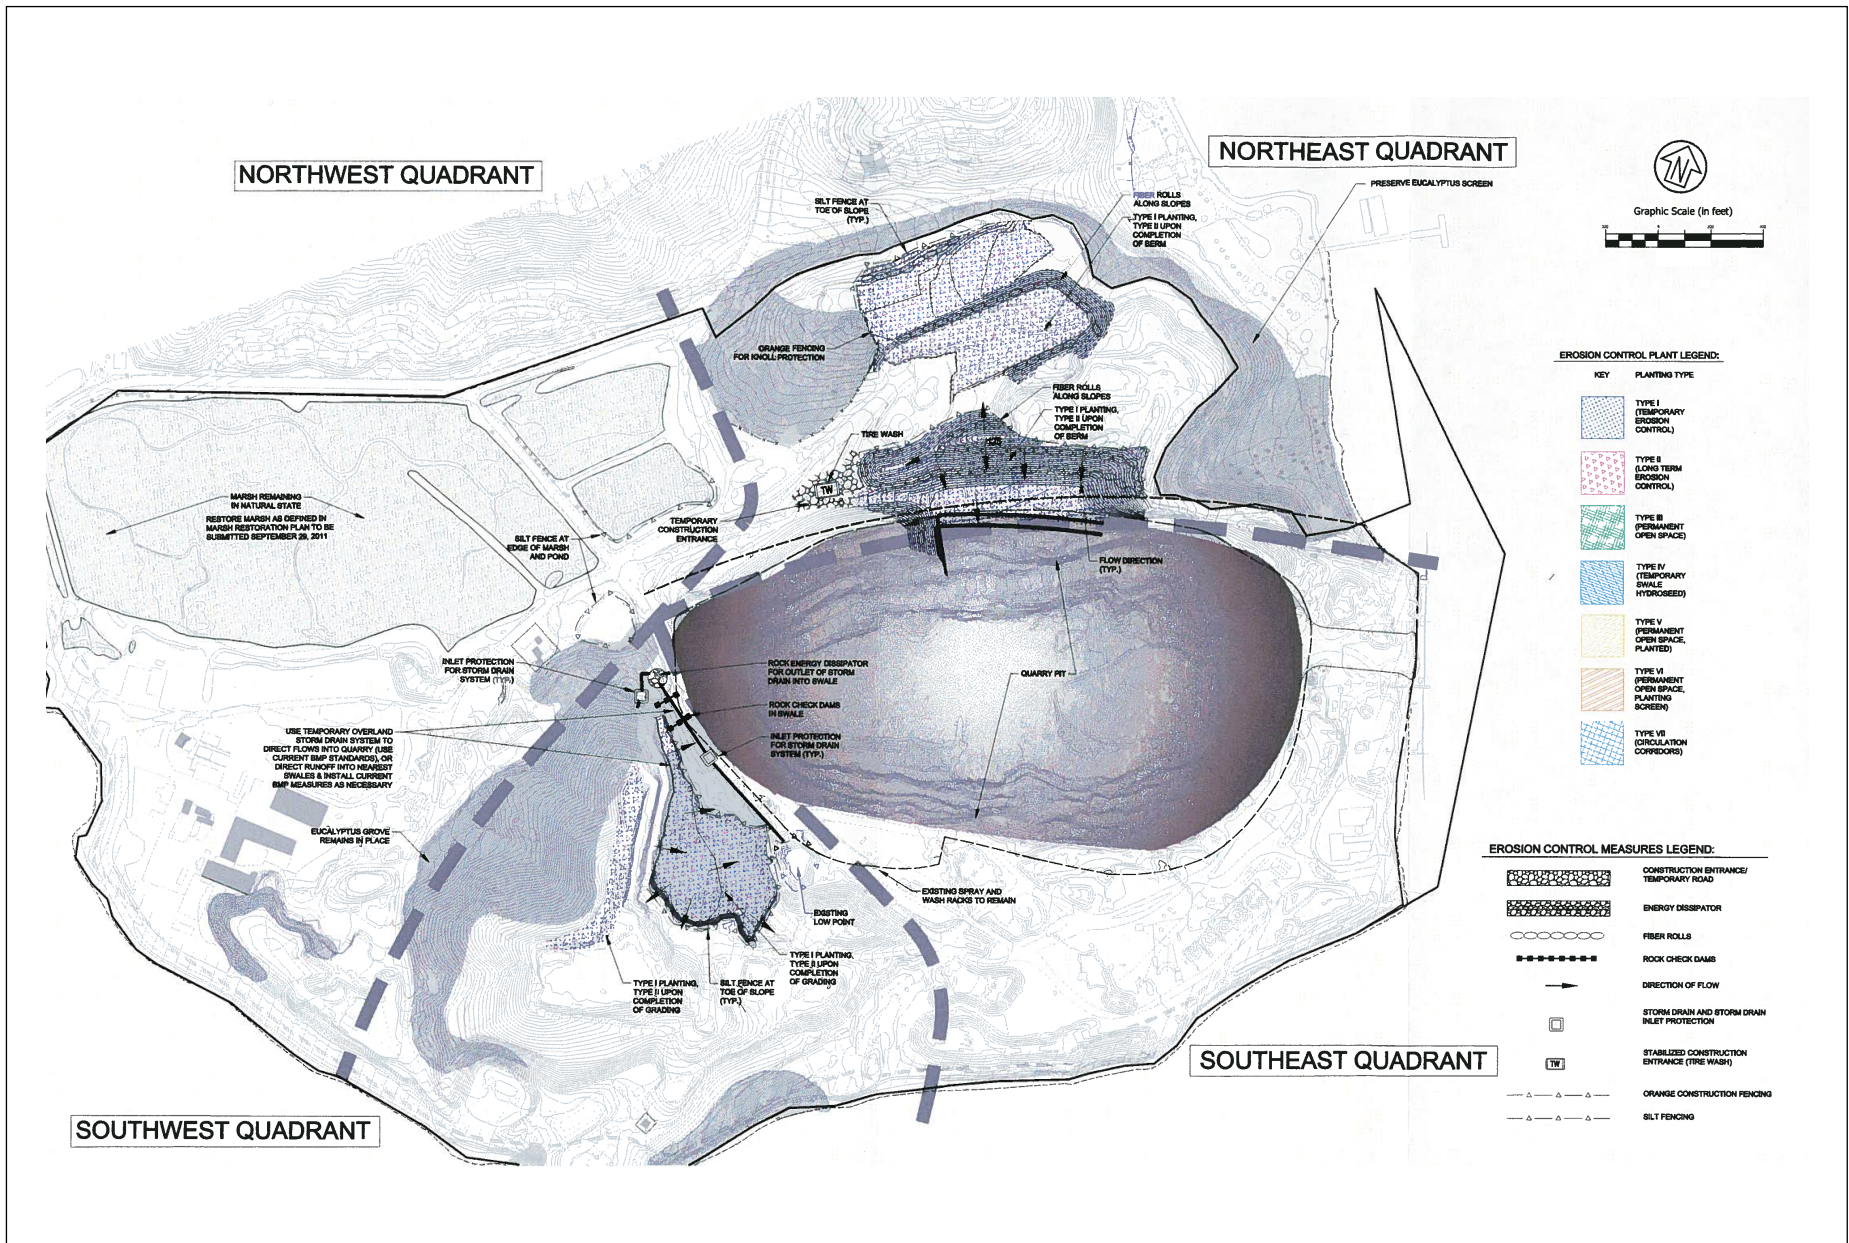 NORTHWEST QUADRANT
NORTHEAST QUADRANT
PRESERVE EUCALYPTUS SCREEN
N
Graphic Scale (in feet)
SILT FENCE AT
TOE OF SLOPE
(TYP.)
FIBER ROLLS
ALONG SLOPES
TYPE I PLANTING,
TYPE II UPON
COMPLETION
OF BERM
ORANGE FENCING
FOR KNOLL PROTECTION
FIBER ROLLS
ALONG SLOPES
TYPE I PLANTING,
TYPE II UPON
COMPLETION
OF BERM
TIRE WASH
TW
TEMPORARY
CONSTRUCTION
ENTRANCE
MARSH REMAINING
IN NATURAL STATE
RESTORE MARSH AS DEFINED IN
MARSH RESTORATION PLAN TO BE
SUBMITTED SEPTEMBER 29, 2011
SILT FENCE AT
EDGE OF MARSH
AND POND
FLOW DIRECTION
(TYP.)
INLET PROTECTION
FOR STORM DRAIN
SYSTEM (TYP.)
ROCK ENERGY DISSIPATOR
FOR OUTLET OF STORM
DRAIN INTO SWALE
QUARRY PIT
ROCK CHECK DAMS
IN SWALE
INLET PROTECTION
FOR STORM DRAIN
SYSTEM (TYP.)
USE TEMPORARY OVERLAND
STORM DRAIN SYSTEM TO
DIRECT FLOWS INTO QUARRY (USE
CURRENT BMP STANDARDS), OR
DIRECT RUNOFF INTO NEAREST
SWALES & INSTALL CURRENT
BMP MEASURES AS NECESSARY
EUCALYPTUS GROVE
REMAINS IN PLACE
EXISTING SPRAY AND
WASH RACKS TO REMAIN
EXISTING
LOW POINT
TYPE I PLANTING,
TYPE II UPON
COMPLETION
OF GRADING
TYPE I PLANTING,
TYPE II UPON
COMPLETION
OF GRADING
SILT FENCE AT
TOE OF SLOPE
(TYP.)
SOUTHWEST QUADRANT
SOUTHEAST QUADRANT
EROSION CONTROL PLANT LEGEND:
KEY PLANTING TYPE
TYPE I
(TEMPORARY
EROSION
CONTROL)
TYPE II
(LONG TERM
EROSION
CONTROL)
TYPE III
(PERMANENT
OPEN SPACE)
TYPE IV
(TEMPORARY
SWALE
HYDROSEED)
TYPE V
(PERMANENT
OPEN SPACE,
PLANTED)
TYPE VI
(PERMANENT
OPEN SPACE,
PLANTING
SCREEN)
TYPE VII
(CIRCULATION
CORRIDORS)
EROSION CONTROL MEASURES LEGEND:
CONSTRUCTION ENTRANCE/
TEMPORARY ROAD
ENERGY DISSIPATOR
FIBER ROLLS
ROCK CHECK DAMS
DIRECTION OF FLOW
STORM DRAIN AND STORM DRAIN
INLET PROTECTION
TW
STABILIZED CONSTRUCTION
ENTRANCE (TIRE WASH)
ORANGE CONSTRUCTION FENCING
SILT FENCING